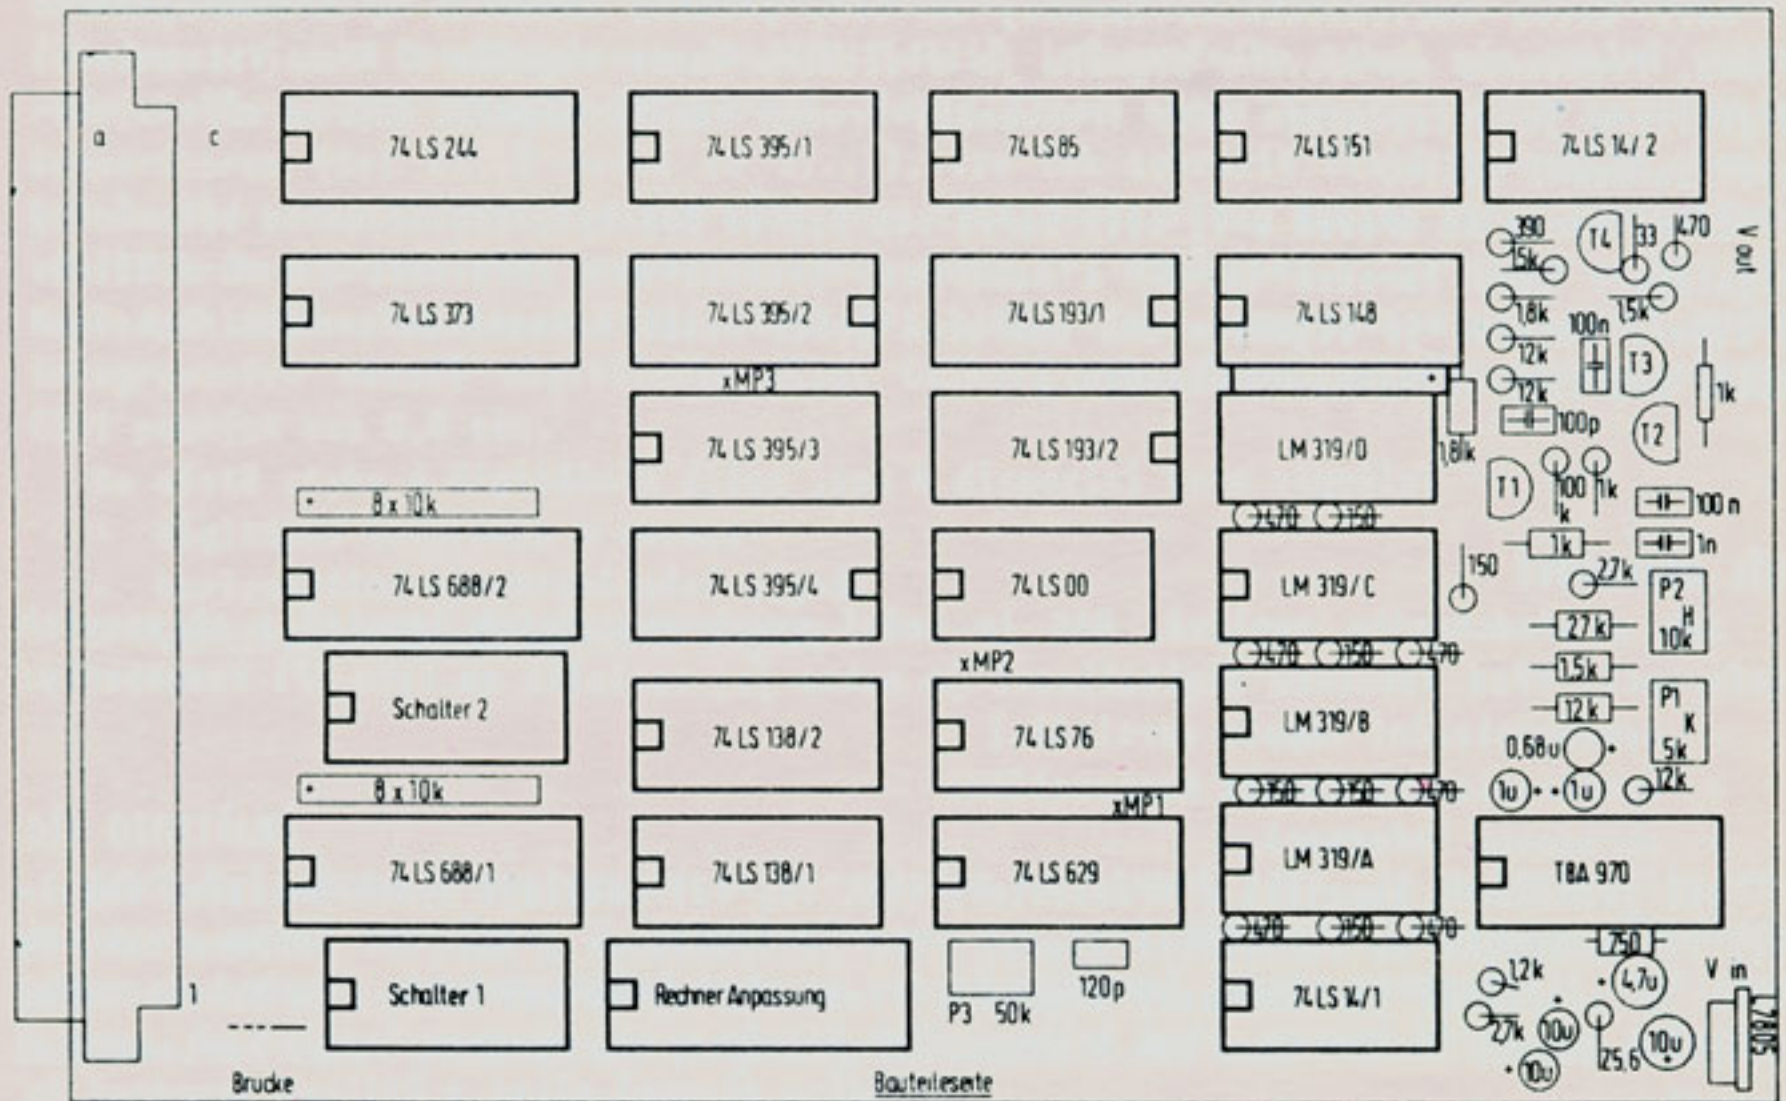 a
c
74 LS 244
74 LS 395/1
74 LS 85
74 LS 151
74 LS 14/2
390
15k
T4
33
470
V out
74 LS 373
74 LS 395/2
74 LS 193/1
74 LS 148
1,8k
1,5k
100n
12k
T3
xMP3
12k
1k
74 LS 395/3
74 LS 193/2
LM 319/D
1,8k
100p
T2
T1
100 k
1k
8 x 10k
470
150
100n
1k
1n
74 LS 688/2
74 LS 395/4
74 LS 00
LM 319/C
150
27k
P2
H
10k
27k
470
150
470
xMP2
1,5k
Schalter 2
74 LS 138/2
74 LS 76
LM 319/B
12k
P1
K
5k
0,68u
8 x 10k
150
150
470
1u
1u
12k
xMP1
74 LS 688/1
74 LS 138/1
74 LS 629
LM 319/A
TBA 970
470
150
470
750
1
Schalter 1
Rechner Anpassung
120p
74 LS 14/1
1,2k
4,7u
V in
P3 50k
2,7k
10u
10u
7805
10u
25,6
Brucke
Bauteileseite